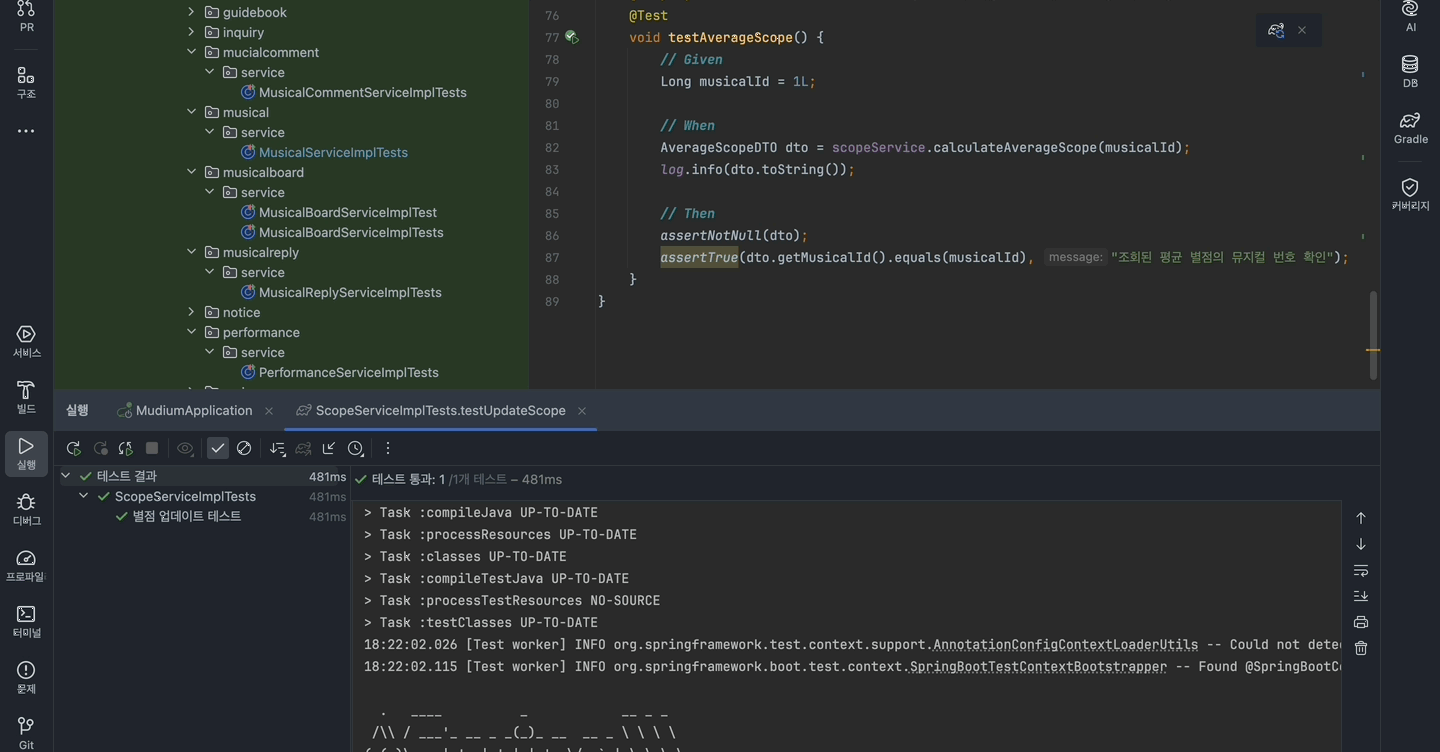 PR
구조
서비스
빌드
실행
디버그
프로파일
터미널
문제
Git
guidebook
inquiry
mucialcomment
service
MusicalCommentServiceImplTests
musical
service
MusicalServiceImplTests
musicalboard
service
MusicalBoardServiceImplTest
MusicalBoardServiceImplTests
musicalreply
service
MusicalReplyServiceImplTests
notice
performance
service
PerformanceServiceImplTests
76 @Test
77 void testAverageScope() {
78 // Given
79 Long musicalId = 1L;
80
81 // When
82 AverageScopeDTO dto = scopeService.calculateAverageScope(musicalId);
83 log.info(dto.toString());
84
85 // Then
86 assertNotNull(dto);
87 assertTrue(dto.getMusicalId().equals(musicalId), message: "조회된 평균 별점의 뮤지컬 번호 확인");
88 }
89 }
AI
DB
Gradle
커버리지
실행 MudiumApplication ScopeServiceImplTests.testUpdateScope
테스트 결과 481ms
ScopeServiceImplTests 481ms
별점 업데이트 테스트 481ms
테스트 통과: 1 /1개 테스트 – 481ms
> Task :compileJava UP-TO-DATE
> Task :processResources UP-TO-DATE
> Task :classes UP-TO-DATE
> Task :compileTestJava UP-TO-DATE
> Task :processTestResources NO-SOURCE
> Task :testClasses UP-TO-DATE
18:22:02.026 [Test worker] INFO org.springframework.test.context.support.AnnotationConfigContextLoaderUtils -- Could not dete
18:22:02.115 [Test worker] INFO org.springframework.boot.test.context.SpringBootTestContextBootstrapper -- Found @SpringBootCo